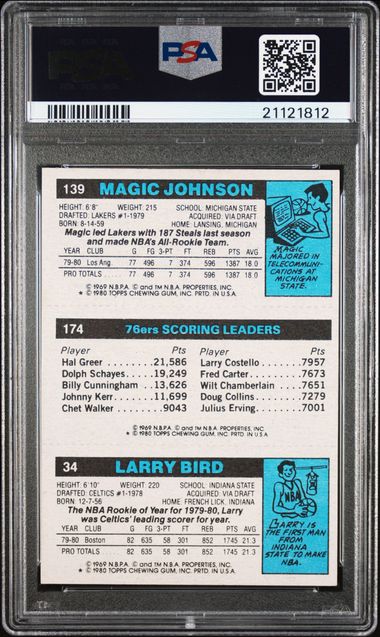 PSA
PSA
21121812
139 MAGIC JOHNSON
HEIGHT: 6'8" WEIGHT: 215 SCHOOL: MICHIGAN STATE
DRAFTED: LAKERS #1-1979 ACQUIRED: VIA DRAFT
BORN: 8-14-59 HOME: LANSING, MICHIGAN
Magic led Lakers with 187 Steals last season
and made NBA's All-Rookie Team.
YEAR CLUB G FG 3-PT FT REB PTS AVG
79-80 Los Ang. 77 496 7 374 596 1387 18.0
PRO TOTALS 77 496 7 374 596 1387 18.0
© 1969 N.B.P.A. © and TM N.B.A. PROPERTIES, INC.
* © 1980 TOPPS CHEWING GUM, INC. PRTD. IN U.S.A.
MAGIC
MAJORED IN
TELECOMMUNI-
CATIONS AT
MICHIGAN
STATE.
174 76ers SCORING LEADERS
Player Pts Player Pts
Hal Greer . . . . . . . 21,586 Larry Costello . . . . 7957
Dolph Schayes . . . . 19,249 Fred Carter . . . . . . 7673
Billy Cunningham . 13,626 Wilt Chamberlain . . 7651
Johnny Kerr . . . . . 11,699 Doug Collins . . . . . 7279
Chet Walker . . . . . . 9043 Julius Erving . . . . . 7001
© 1969 N.B.P.A. © and TM N.B.A. PROPERTIES, INC.
* © 1980 TOPPS CHEWING GUM, INC. PRTD. IN U.S.A.
34 LARRY BIRD
HEIGHT: 6'10" WEIGHT: 220 SCHOOL: INDIANA STATE
DRAFTED: CELTICS #1-1978 ACQUIRED: VIA DRAFT
BORN: 12-7-56 HOME: FRENCH LICK, INDIANA
The NBA Rookie of Year for 1979-80, Larry
was Celtics' leading scorer for year.
YEAR CLUB G FG 3-PT FT REB PTS AVG
79-80 Boston 82 635 58 301 852 1745 21.3
PRO TOTALS 82 635 58 301 852 1745 21.3
© 1969 N.B.P.A. © and TM N.B.A. PROPERTIES, INC.
* © 1980 TOPPS CHEWING GUM, INC. PRTD. IN U.S.A.
NBA
LARRY IS
THE FIRST MAN
FROM
INDIANA
STATE TO MAKE
NBA.